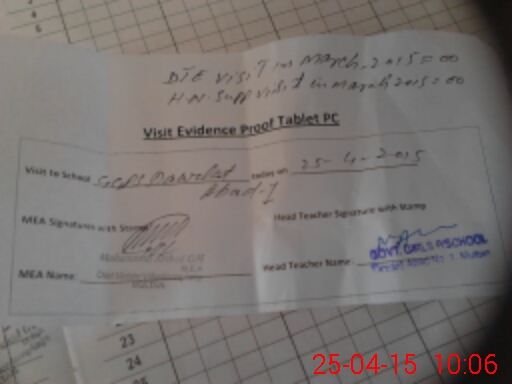 DTE visit in March-2015=00
H.N. Supp visit in march 2015=00
Visit Evidence Proof Tablet PC
Visit to School G.G.P.S Daurlat today on 25-4-2015
Abad-I
MEA Signatures with Stamp
Head Teacher Signature with Stamp
MEA Name:
Head Teacher Name:
GOVT. GIRLS P/SCHOOL
23
24
25-04-15 10:06